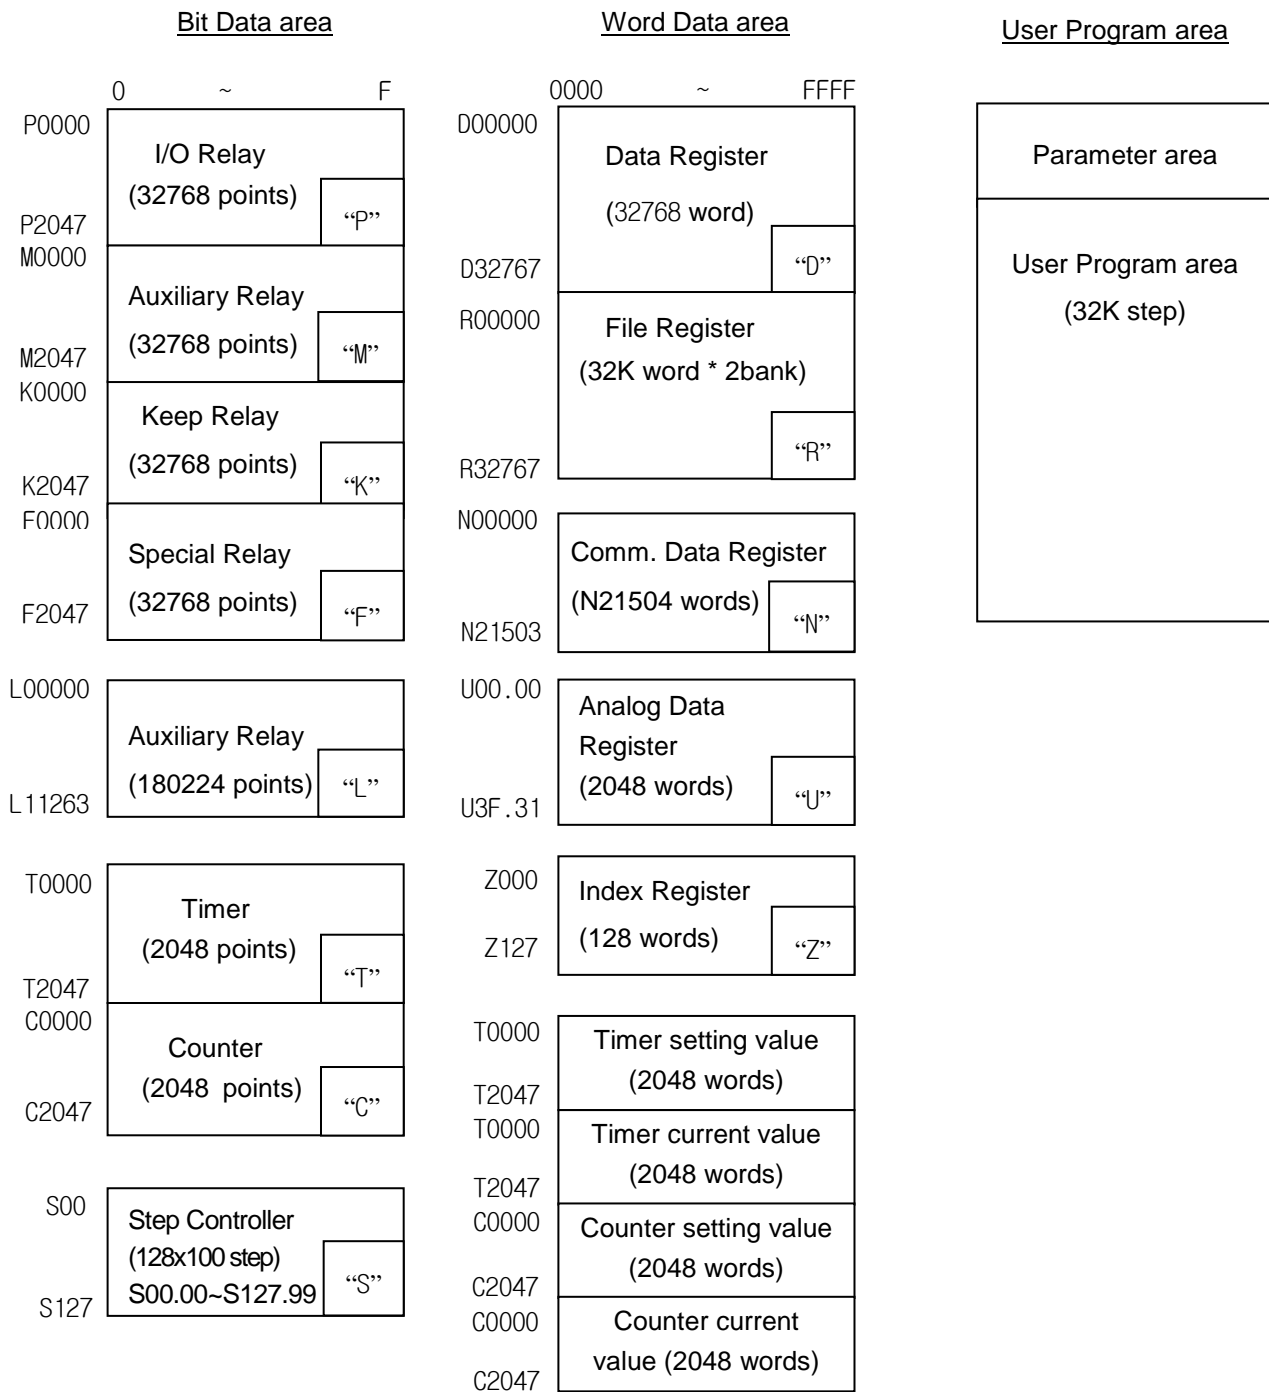 Bit Data area
0 ~ F
P0000
I/O Relay
(32768 points)
“P”
P2047
M0000
Auxiliary Relay
(32768 points)
“M”
M2047
K0000
Keep Relay
(32768 points)
“K”
K2047
F0000
Special Relay
(32768 points)
“F”
F2047
L00000
Auxiliary Relay
(180224 points)
“L”
L11263
T0000
Timer
(2048 points)
“T”
T2047
C0000
Counter
(2048 points)
“C”
C2047
S00
Step Controller
(128x100 step)
S00.00~S127.99
“S”
S127
Word Data area
0000 ~ FFFF
D00000
Data Register
(32768 word)
“D”
D32767
R00000
File Register
(32K word * 2bank)
“R”
R32767
N00000
Comm. Data Register
(N21504 words)
“N”
N21503
U00.00
Analog Data
Register
(2048 words)
“U”
U3F.31
Z000
Index Register
(128 words)
“Z”
Z127
T0000
Timer setting value
(2048 words)
T2047
T0000
Timer current value
(2048 words)
T2047
C0000
Counter setting value
(2048 words)
C2047
C0000
Counter current
value (2048 words)
C2047
User Program area
Parameter area
User Program area
(32K step)